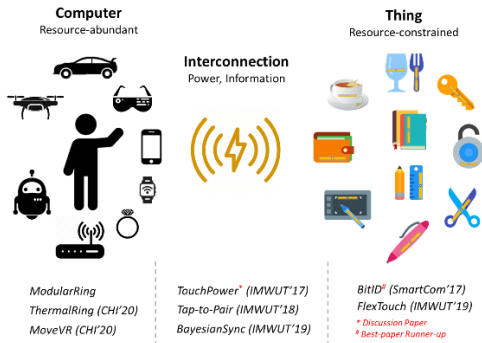 Computer
Resource-abundant
Interconnection
Power, Information
Thing
Resource-constrained
ModularRing
ThermalRing (CHI'20)
MoveVR (CHI'20)
TouchPower* (IMWUT'17)
Tap-to-Pair (IMWUT'18)
BayesianSync (IMWUT'19)
BitID# (SmartCom'17)
FlexTouch (IMWUT'19)
* Discussion Paper
# Best-paper Runner-up